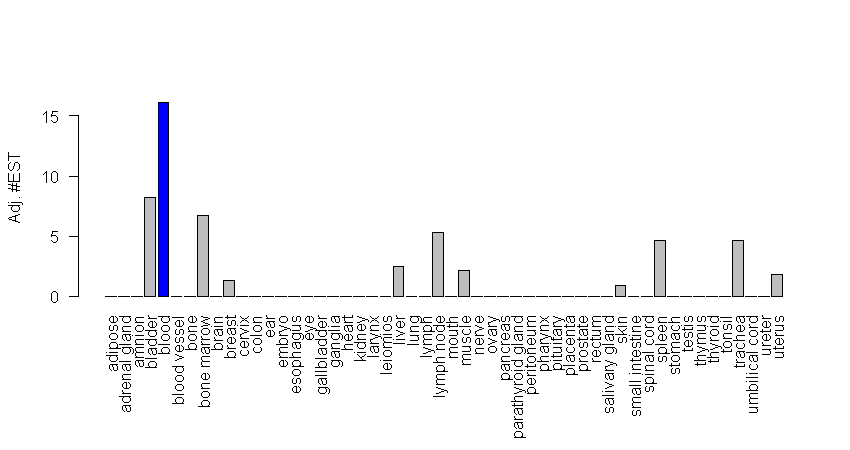 Adj. #EST
15
10
5
0
adipose
adrenal gland
amnion
bladder
blood
blood vessel
bone
bone marrow
brain
breast
cervix
colon
ear
embryo
esophagus
eye
gallbladder
ganglia
heart
kidney
larynx
leiomios
liver
lung
lymph
lymph node
mouth
muscle
nerve
ovary
pancreas
parathyroid gland
peritoneum
pharynx
pituitary
placenta
prostate
rectum
salivary gland
skin
small intestine
spinal cord
spleen
stomach
testis
thymus
thyroid
tonsil
trachea
umbilical cord
ureter
uterus